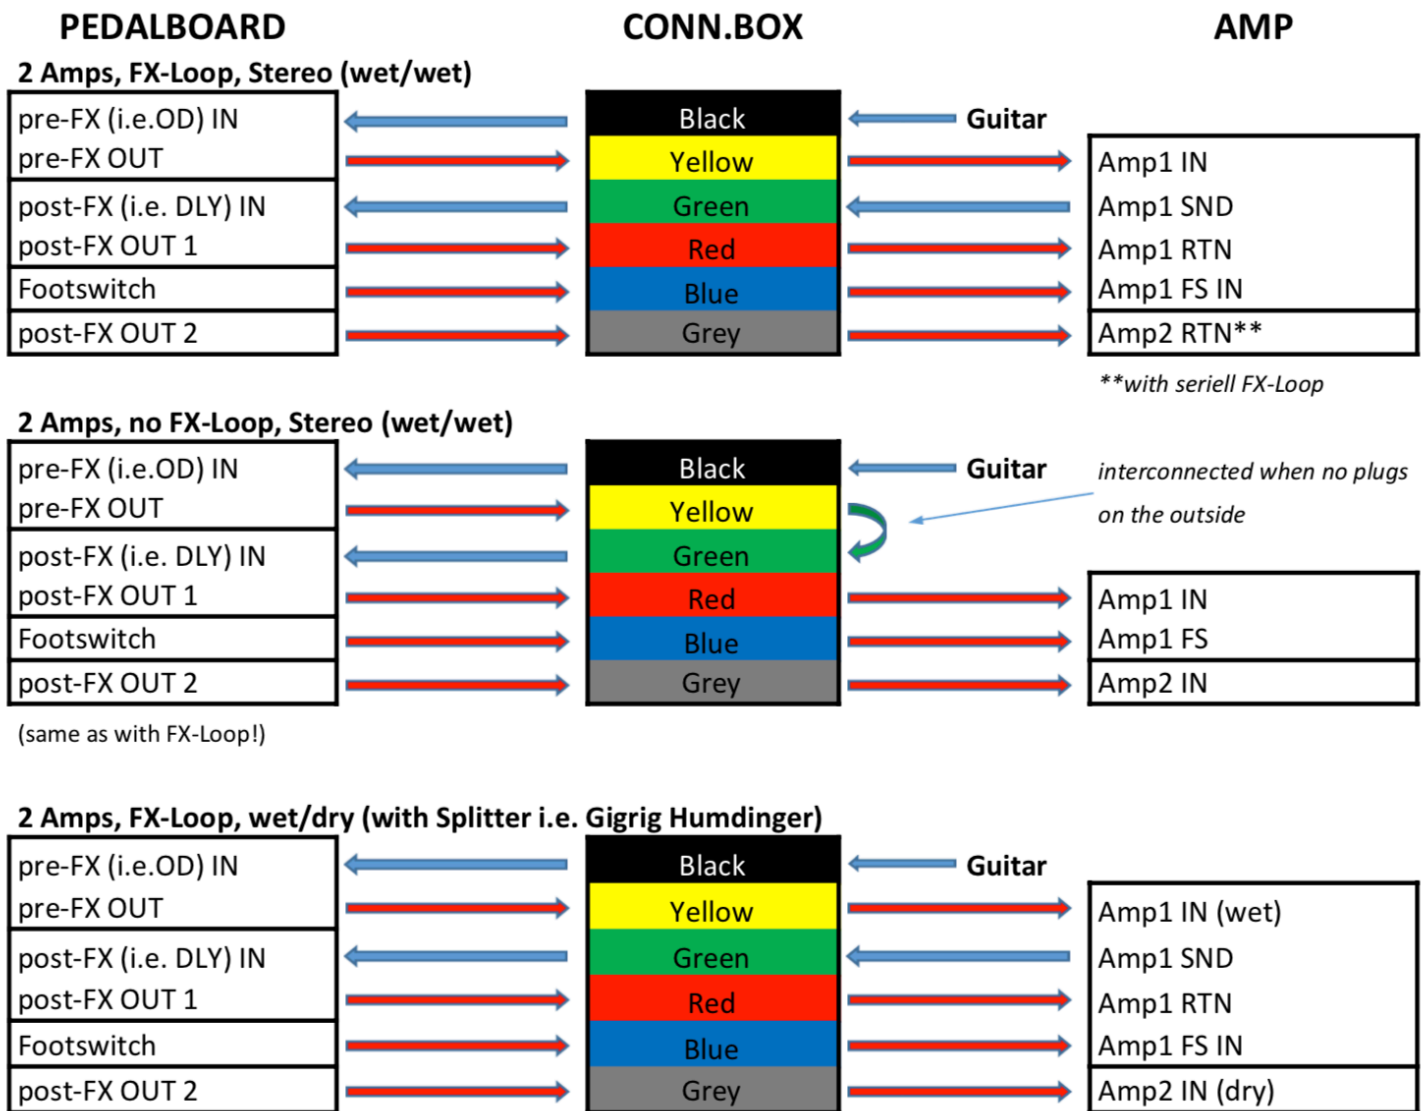 PEDALBOARD CONN.BOX AMP
2 Amps, FX-Loop, Stereo (wet/wet)
pre-FX (i.e.OD) IN Black Guitar
pre-FX OUT Yellow Amp1 IN
post-FX (i.e. DLY) IN Green Amp1 SND
post-FX OUT 1 Red Amp1 RTN
Footswitch Blue Amp1 FS IN
post-FX OUT 2 Grey Amp2 RTN**
**with seriell FX-Loop
2 Amps, no FX-Loop, Stereo (wet/wet)
pre-FX (i.e.OD) IN Black Guitar interconnected when no plugs
pre-FX OUT Yellow on the outside
post-FX (i.e. DLY) IN Green
post-FX OUT 1 Red Amp1 IN
Footswitch Blue Amp1 FS
post-FX OUT 2 Grey Amp2 IN
(same as with FX-Loop!)
2 Amps, FX-Loop, wet/dry (with Splitter i.e. Gigrig Humdinger)
pre-FX (i.e.OD) IN Black Guitar
pre-FX OUT Yellow Amp1 IN (wet)
post-FX (i.e. DLY) IN Green Amp1 SND
post-FX OUT 1 Red Amp1 RTN
Footswitch Blue Amp1 FS IN
post-FX OUT 2 Grey Amp2 IN (dry)